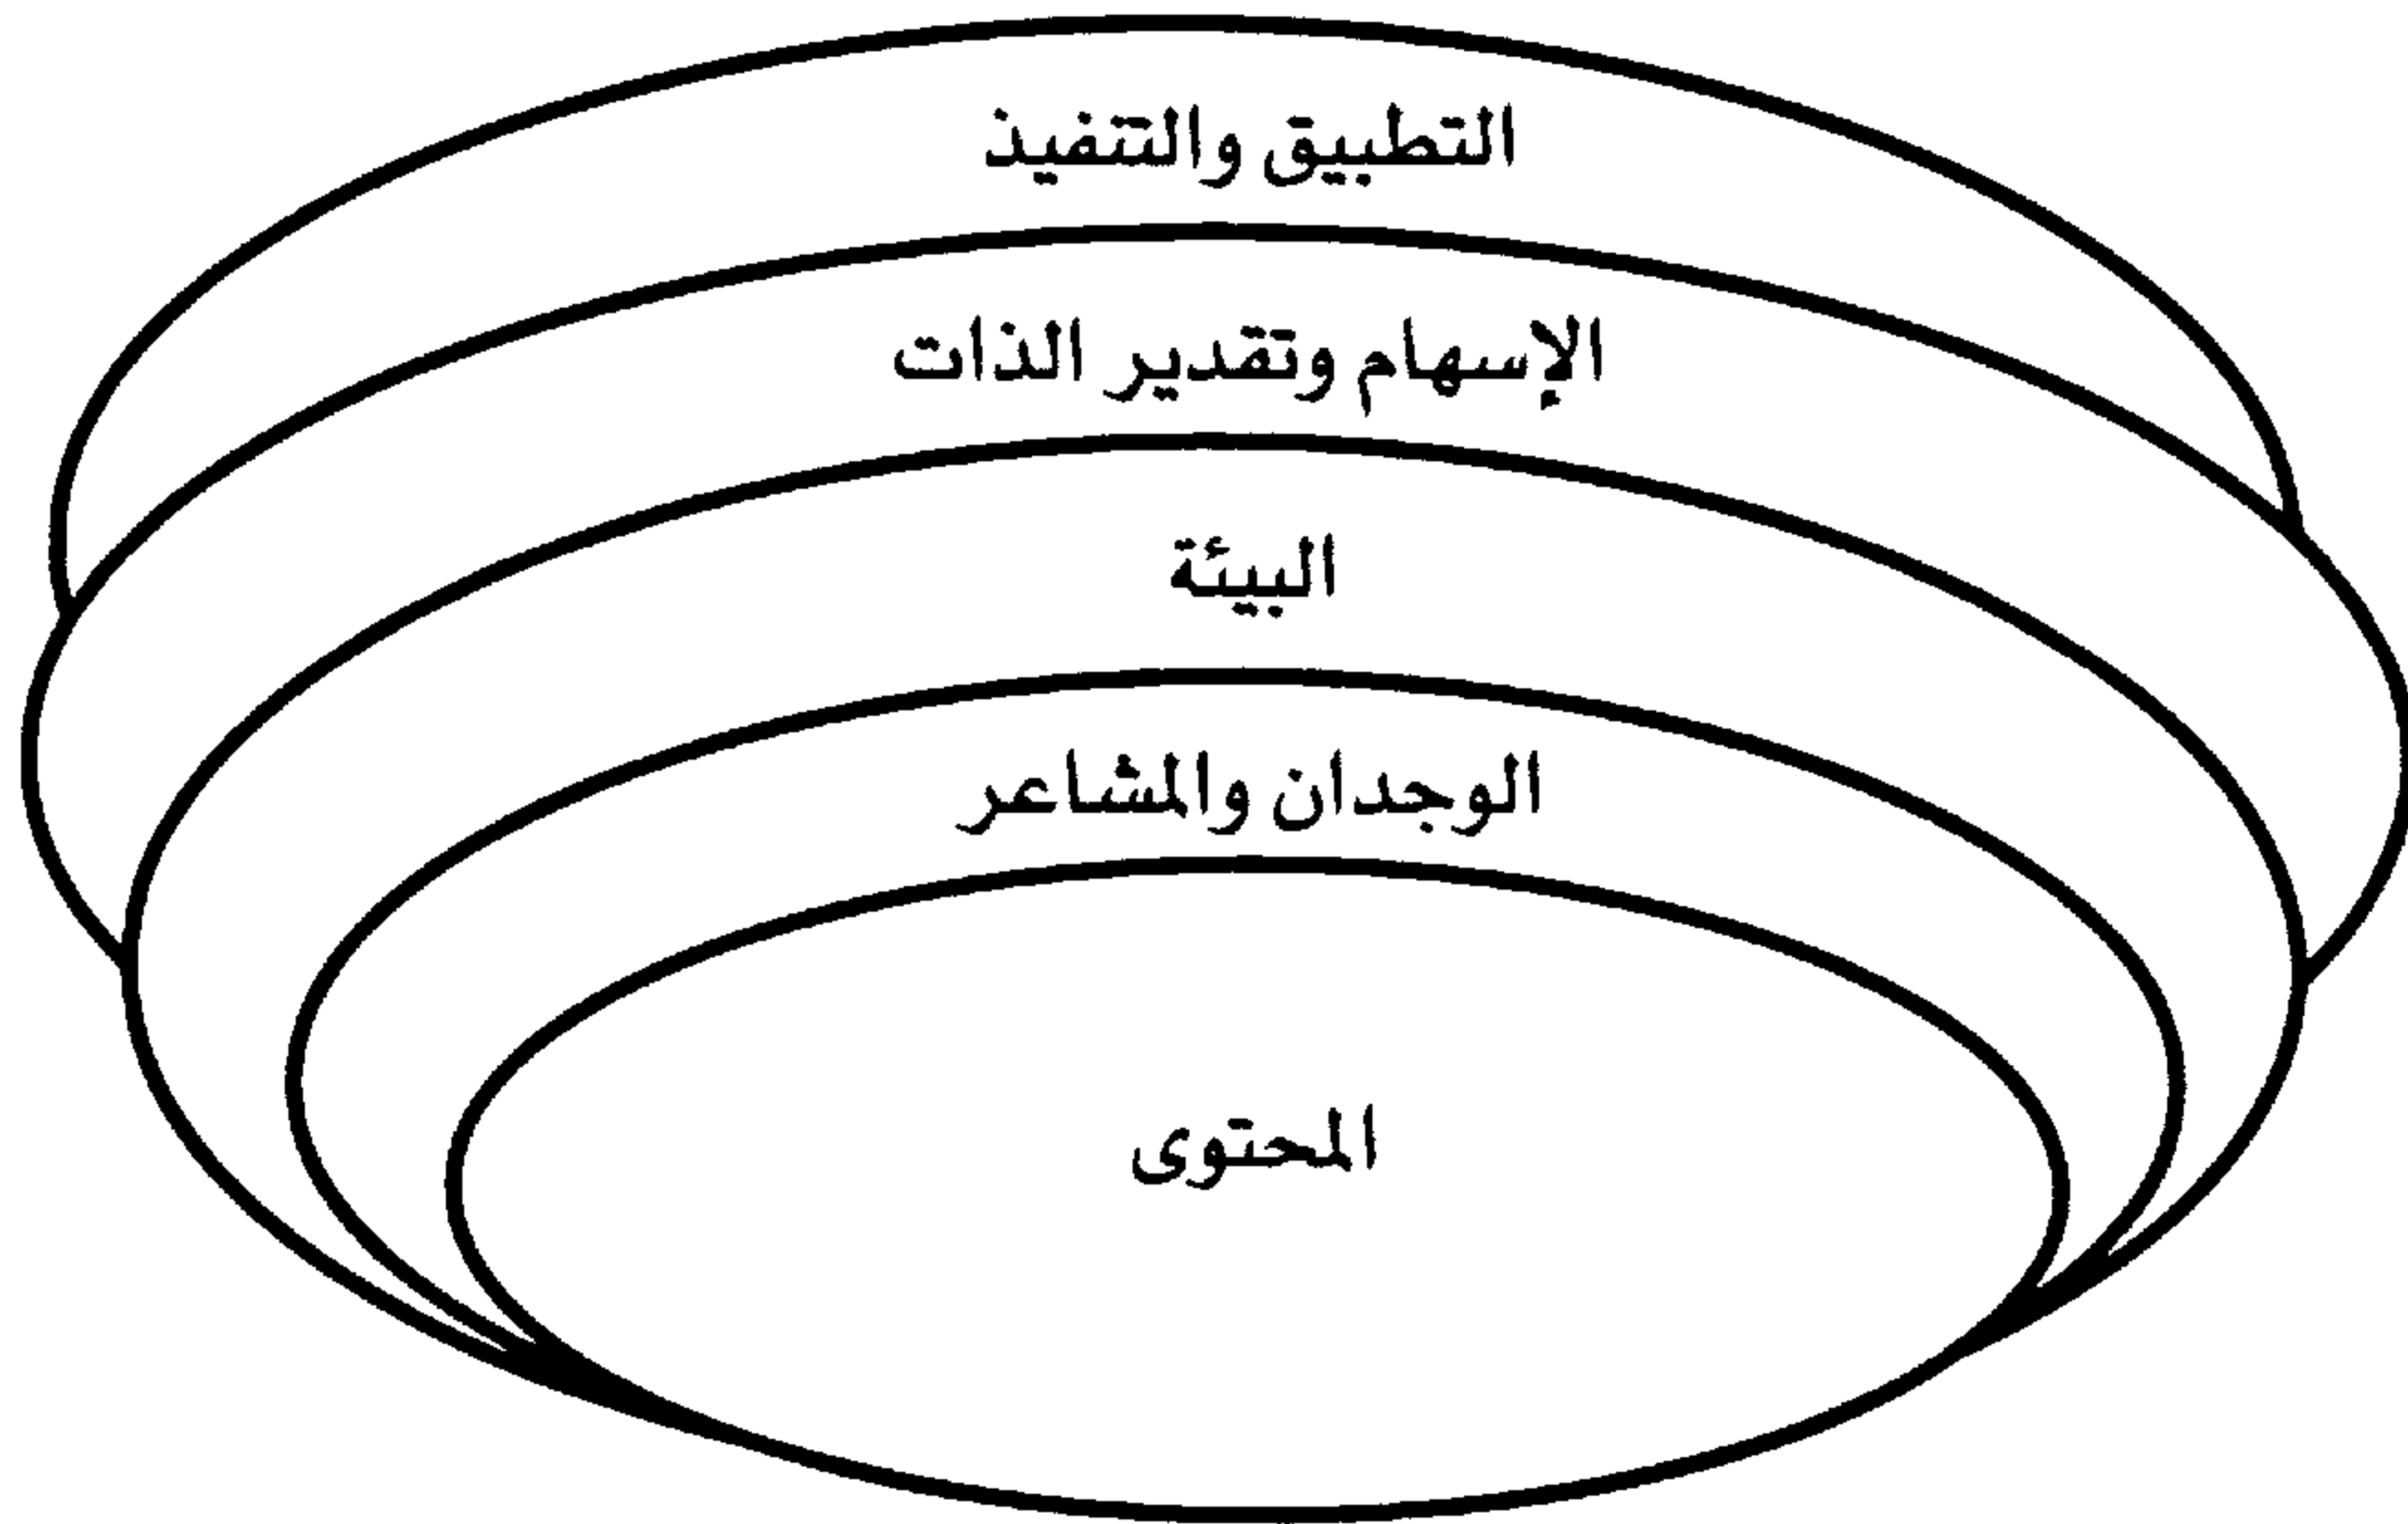 التطبيق والتنفيذ
الإسهام وتقدير الذات
البيئة
الوجدان والمشاعر
المحتوى